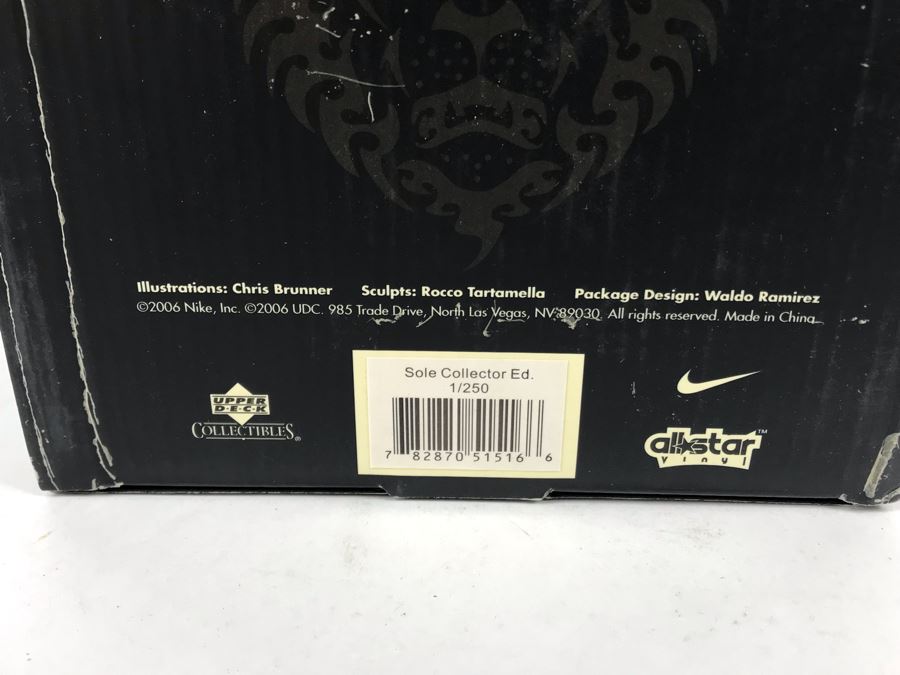 Illustrations: Chris Brunner Sculpts: Rocco Tartamella Package Design: Waldo Ramirez
©2006 Nike, Inc. ©2006 UDC. 985 Trade Drive, North Las Vegas, NV 89030. All rights reserved. Made in China
Sole Collector Ed.
1/250
7 82870 51516 6
UPPER
D·E·C·K
COLLECTIBLES®
all★star™
vinyl